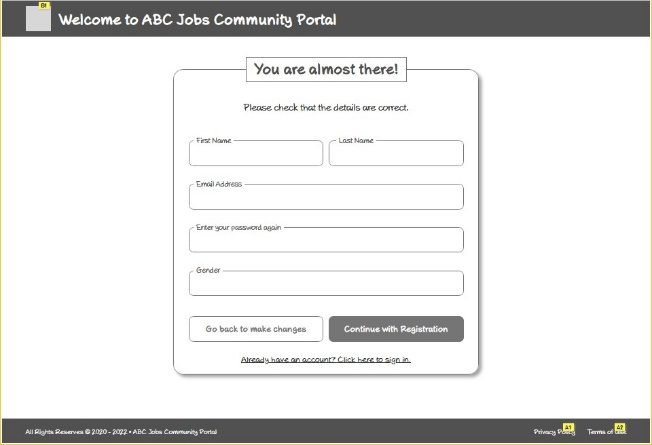 B1
Welcome to ABC Jobs Community Portal
You are almost there!
Please check that the details are correct.
First Name Last Name
Email Address
Enter your password again
Gender
Go back to make changes Continue with Registration
Already have an account? Click here to sign in.
A1 A2
All Rights Reserves © 2020 - 2022 • ABC Jobs Community Portal Privacy Policy Terms of